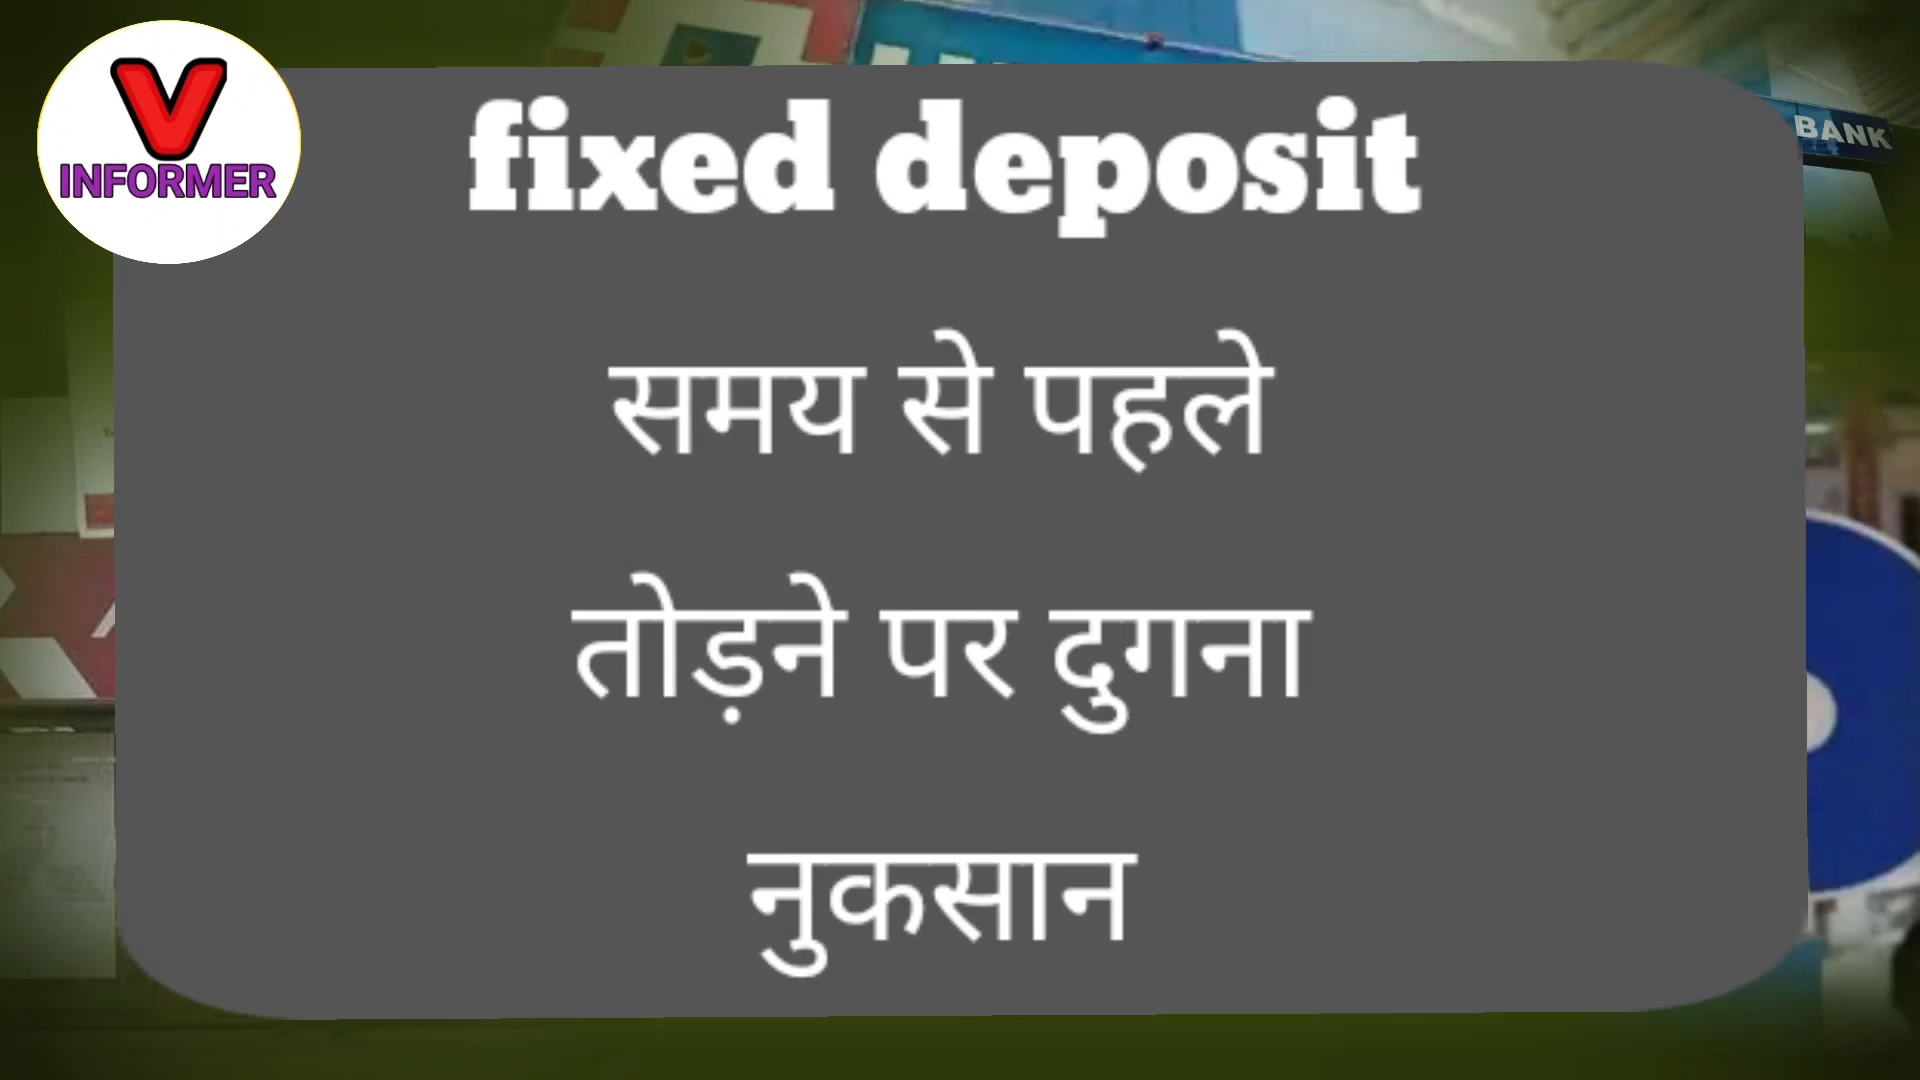 V
INFORMER
fixed deposit
BANK
समय से पहले
तोड़ने पर दुगना
नुकसान